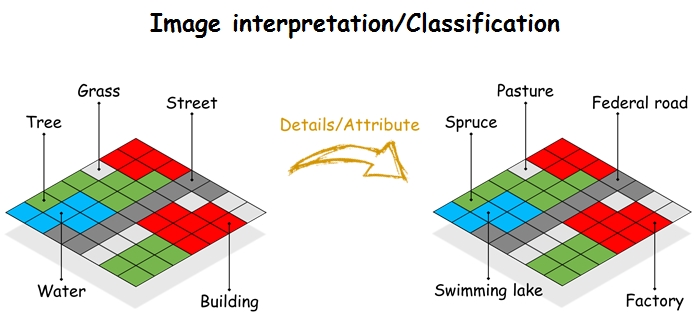 Image interpretation/Classification
Grass
Street
Tree
Water
Building
Details/Attribute
Pasture
Federal road
Spruce
Swimming lake
Factory